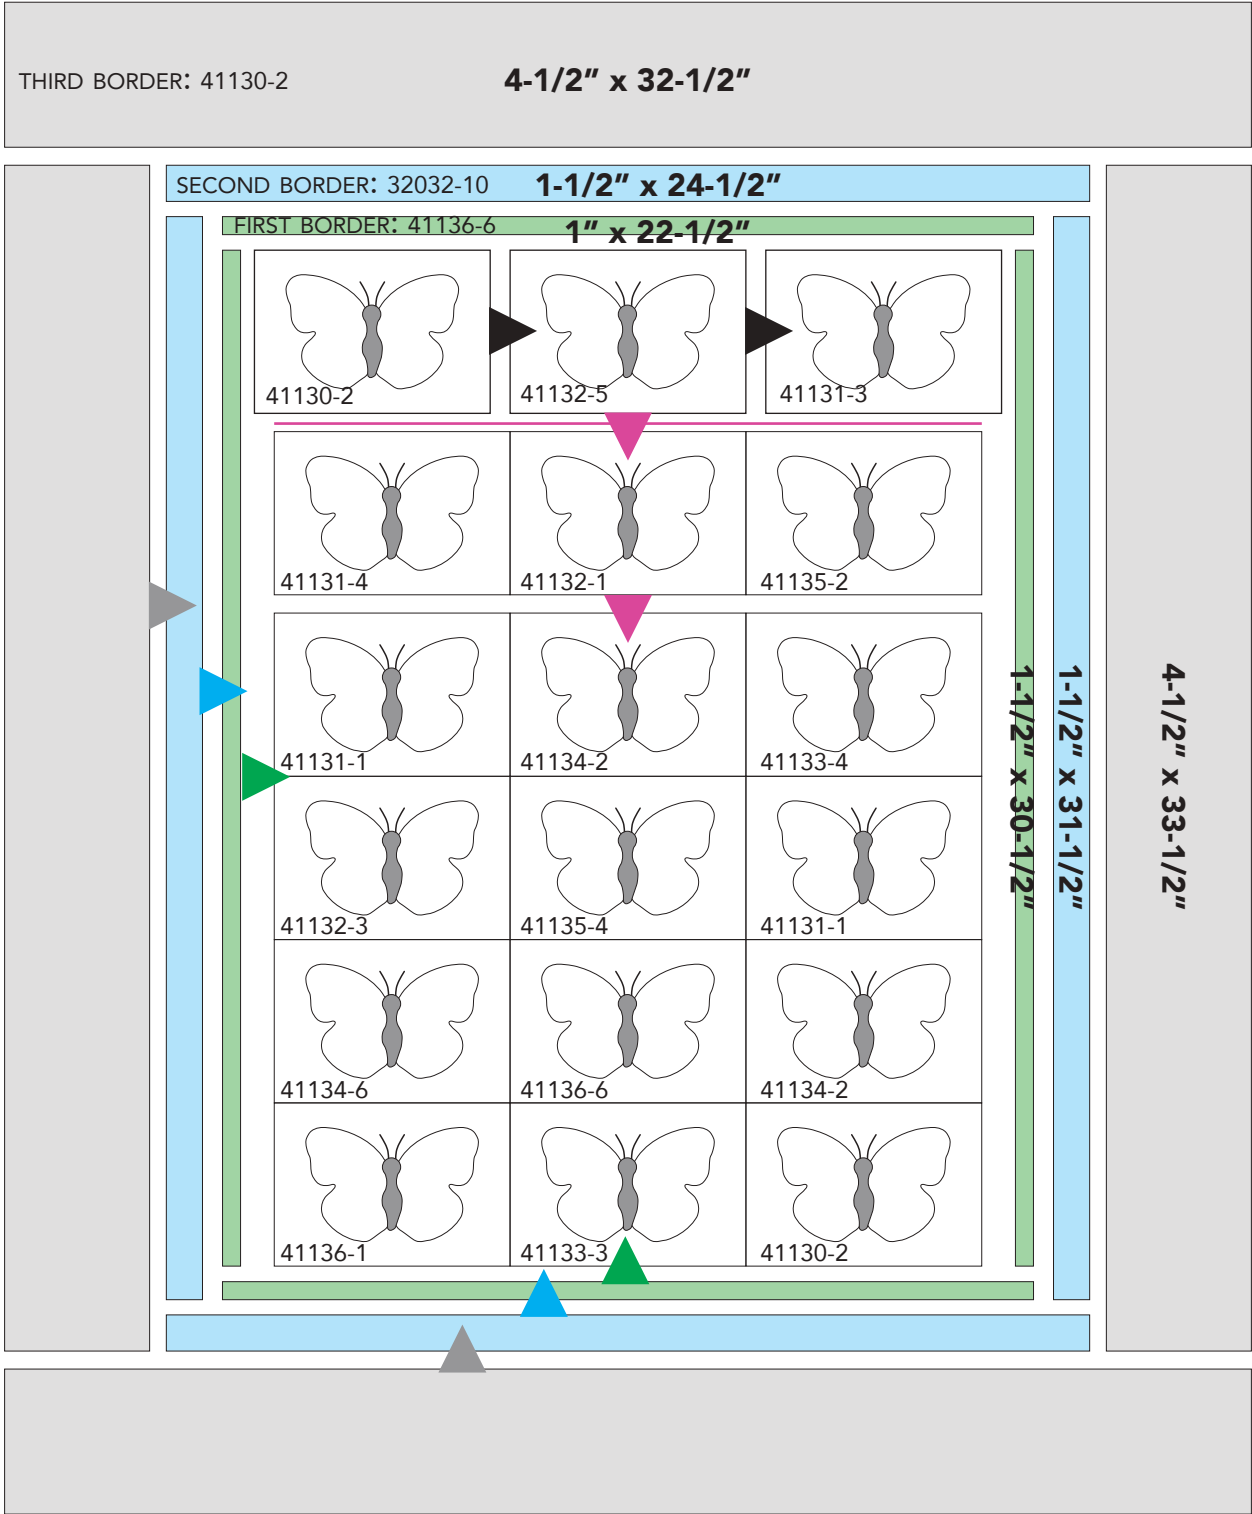 THIRD BORDER: 41130-2
4-1/2” x 32-1/2”
SECOND BORDER: 32032-10
1-1/2” x 24-1/2”
FIRST BORDER: 41136-6
1” x 22-1/2”
41130-2
41132-5
41131-3
41131-4
41132-1
41135-2
41131-1
41134-2
41133-4
41132-3
41135-4
41131-1
41134-6
41136-6
41134-2
41136-1
41133-3
41130-2
1-1/2” x 30-1/2”
1-1/2” x 31-1/2”
4-1/2” x 33-1/2”